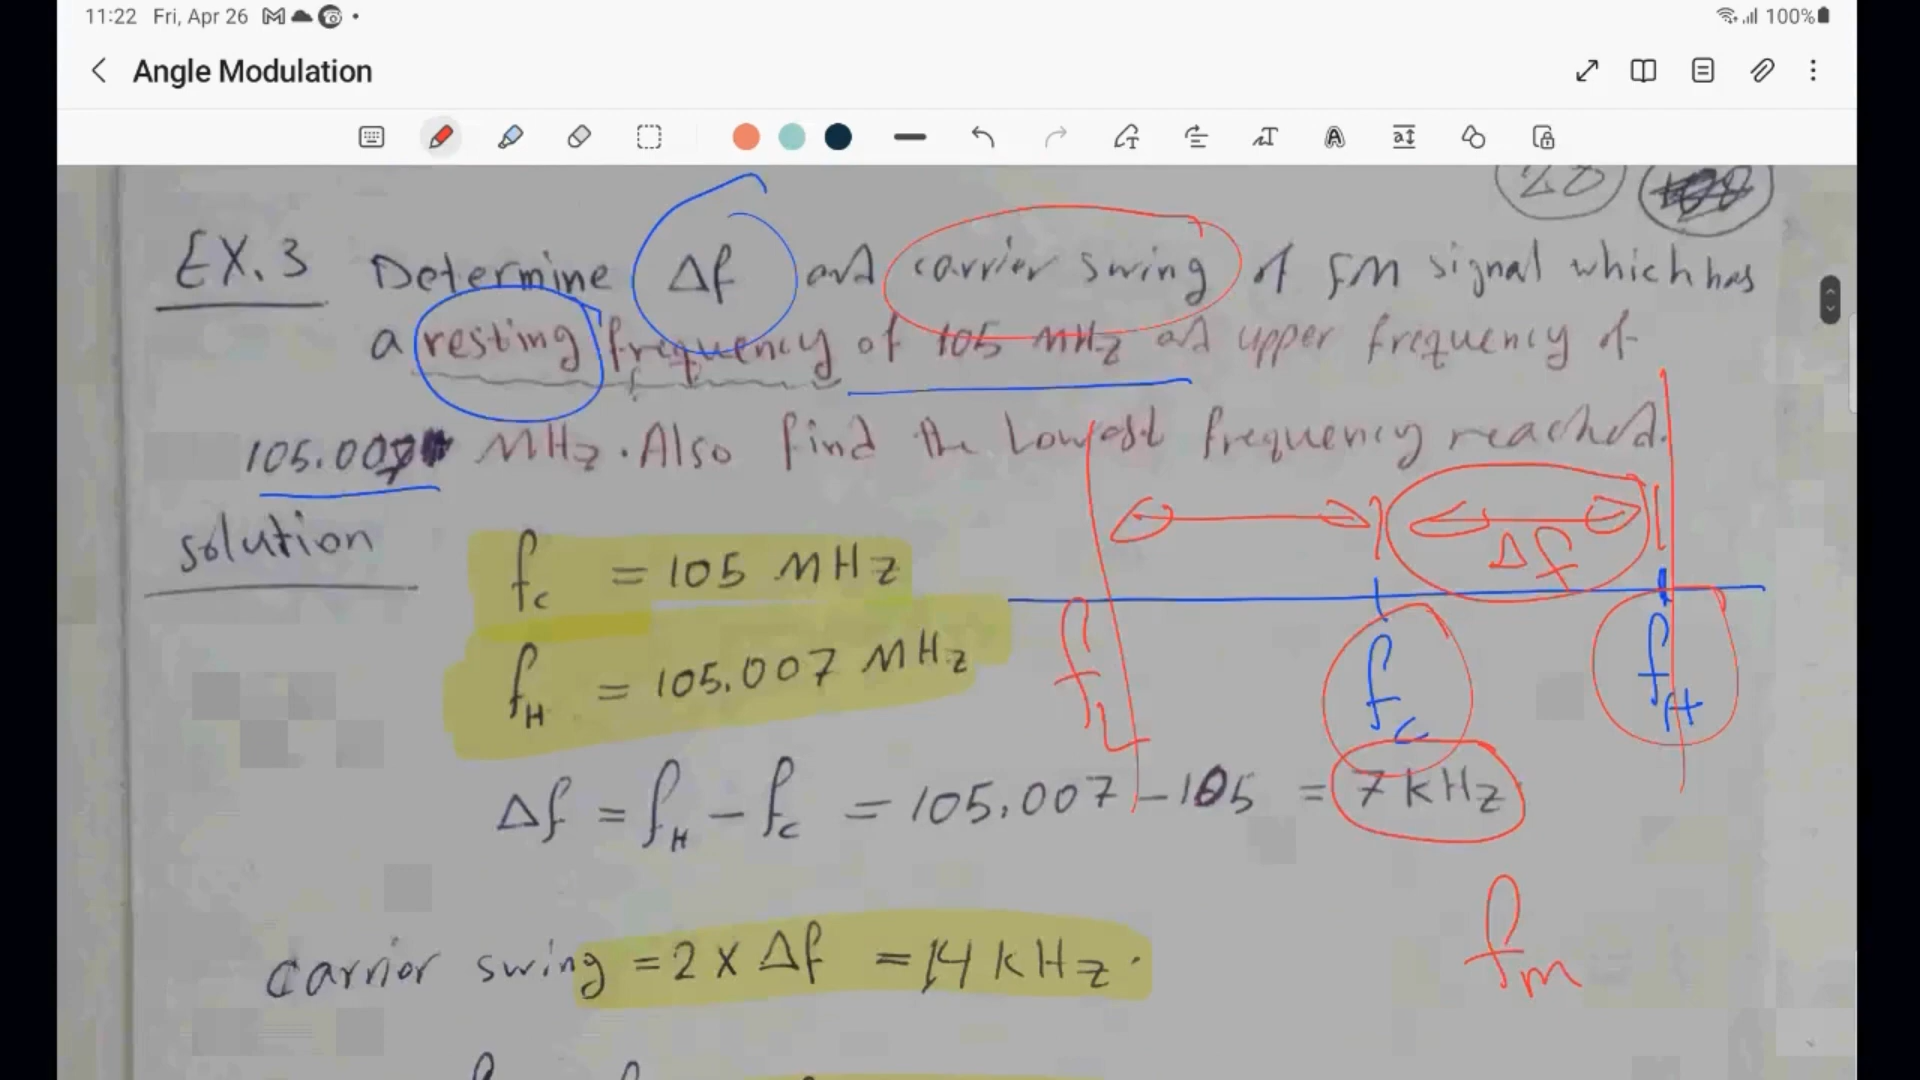 11:22 Fri, Apr 26
100%
Angle Modulation
28
EX.3 Determine Δf and carrier swing of FM signal which has
a resting frequency of 105 MHz and upper frequency of
105.007 MHz. Also find the Lowest frequency reached.
solution
fc = 105 MHz
Δf
fH = 105.007 MHz
fL fc fH
Δf = fH - fc = 105.007 - 105 = 7 kHz
fm
carrior swing = 2 x Δf = 14 kHz.